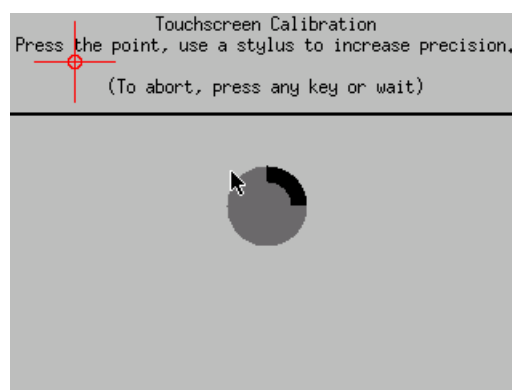 Touchscreen Calibration
Press the point, use a stylus to increase precision.
(To abort, press any key or wait)